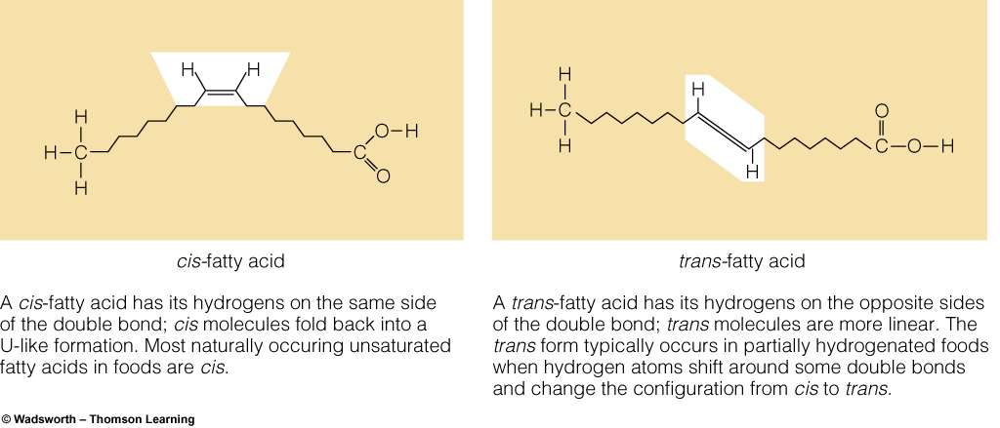 H H
H
H–C
H
C
O–H
O
cis-fatty acid
A cis-fatty acid has its hydrogens on the same side
of the double bond; cis molecules fold back into a
U-like formation. Most naturally occuring unsaturated
fatty acids in foods are cis.
H
H–C
H
H
H
O
C–O–H
trans-fatty acid
A trans-fatty acid has its hydrogens on the opposite sides
of the double bond; trans molecules are more linear. The
trans form typically occurs in partially hydrogenated foods
when hydrogen atoms shift around some double bonds
and change the configuration from cis to trans.
© Wadsworth – Thomson Learning